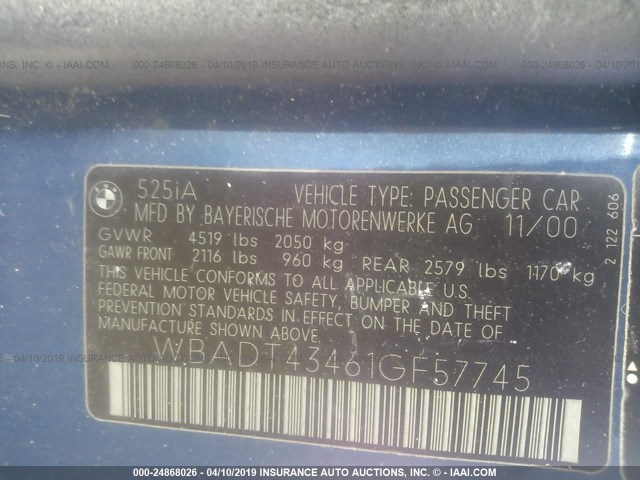 INC. - © IAAI.COM 000-24868026 - 04/10/2019 INSURANCE AUTO AUCTIONS, INC. - © IAAI.COM 000-24868026 - 04/10/2019
BMW 525iA VEHICLE TYPE: PASSENGER CAR
MFD BY BAYERISCHE MOTORENWERKE AG 11/00
GVWR 4519 lbs 2050 kg
GAWR FRONT 2116 lbs 960 kg REAR 2579 lbs 1170 kg
THIS VEHICLE CONFORMS TO ALL APPLICABLE U.S.
FEDERAL MOTOR VEHICLE SAFETY, BUMPER AND THEFT
PREVENTION STANDARDS IN EFFECT ON THE DATE OF
MANUFACTURE SHOWN ABOVE.
WBADT43461GF57745
2 122 606
000-24868026 - 04/10/2019 INSURANCE AUTO AUCTIONS, INC. - © IAAI.COM